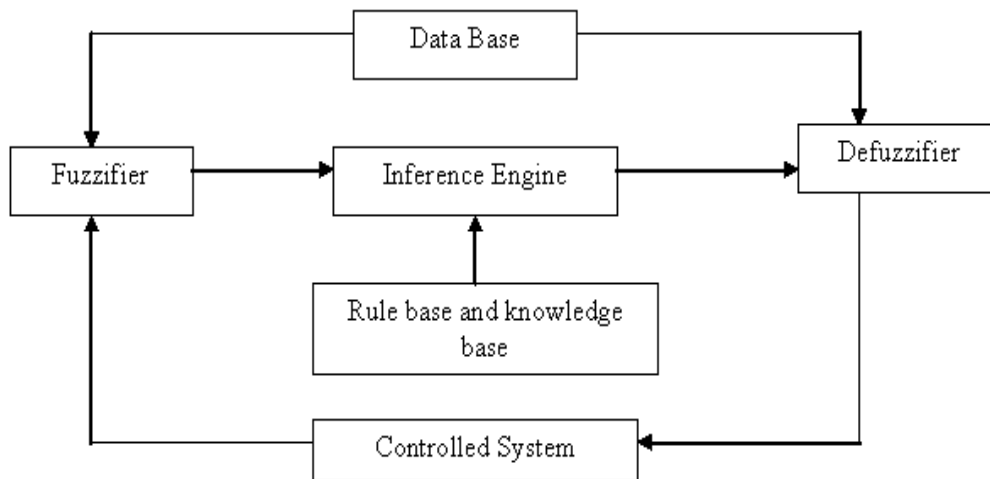 Data Base
Fuzzifier
Inference Engine
Defuzzifier
Rule base and knowledge
base
Controlled System